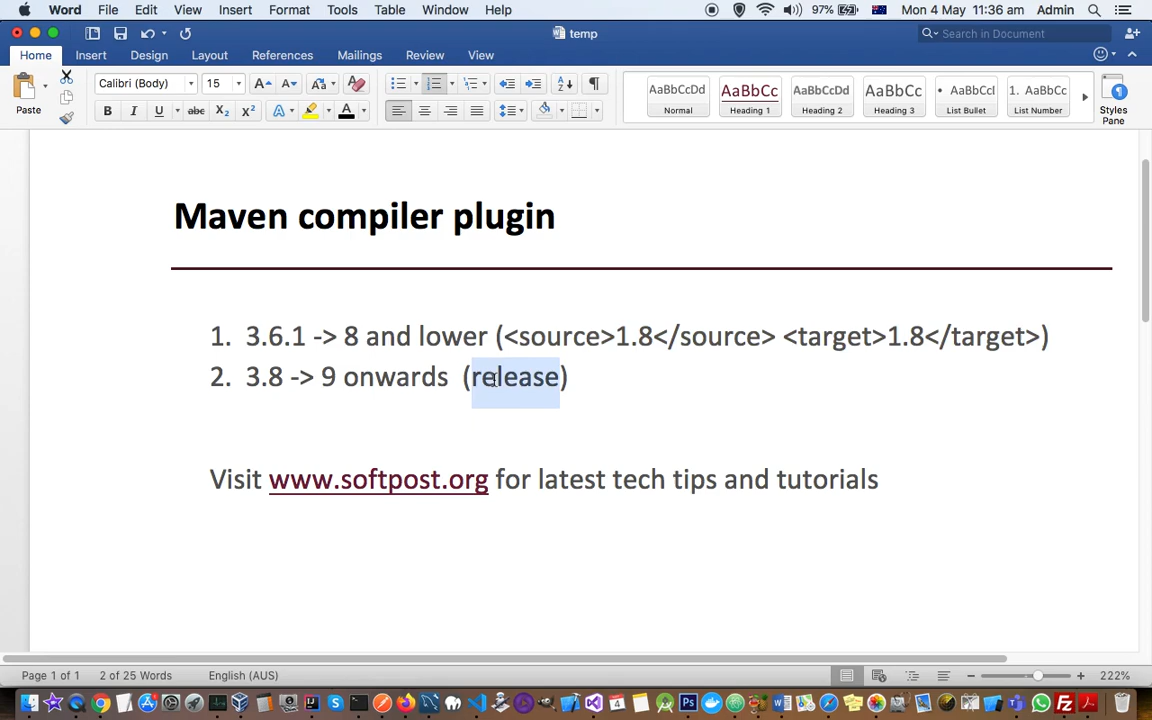 Word File Edit View Insert Format Tools Table Window Help 97% Mon 4 May 11:36 am Admin
temp
Search in Document
Home Insert Design Layout References Mailings Review View
Paste
Calibri (Body) 15
AaBbCcDd AaBbCc AaBbCcDd AaBbCc AaBbCcI 1. AaBbCc
Normal Heading 1 Heading 2 Heading 3 List Bullet List Number
Styles Pane
Maven compiler plugin
1. 3.6.1 -> 8 and lower (<source>1.8</source> <target>1.8</target>)
2. 3.8 -> 9 onwards (release)
Visit www.softpost.org for latest tech tips and tutorials
Page 1 of 1 2 of 25 Words English (AUS) 222%